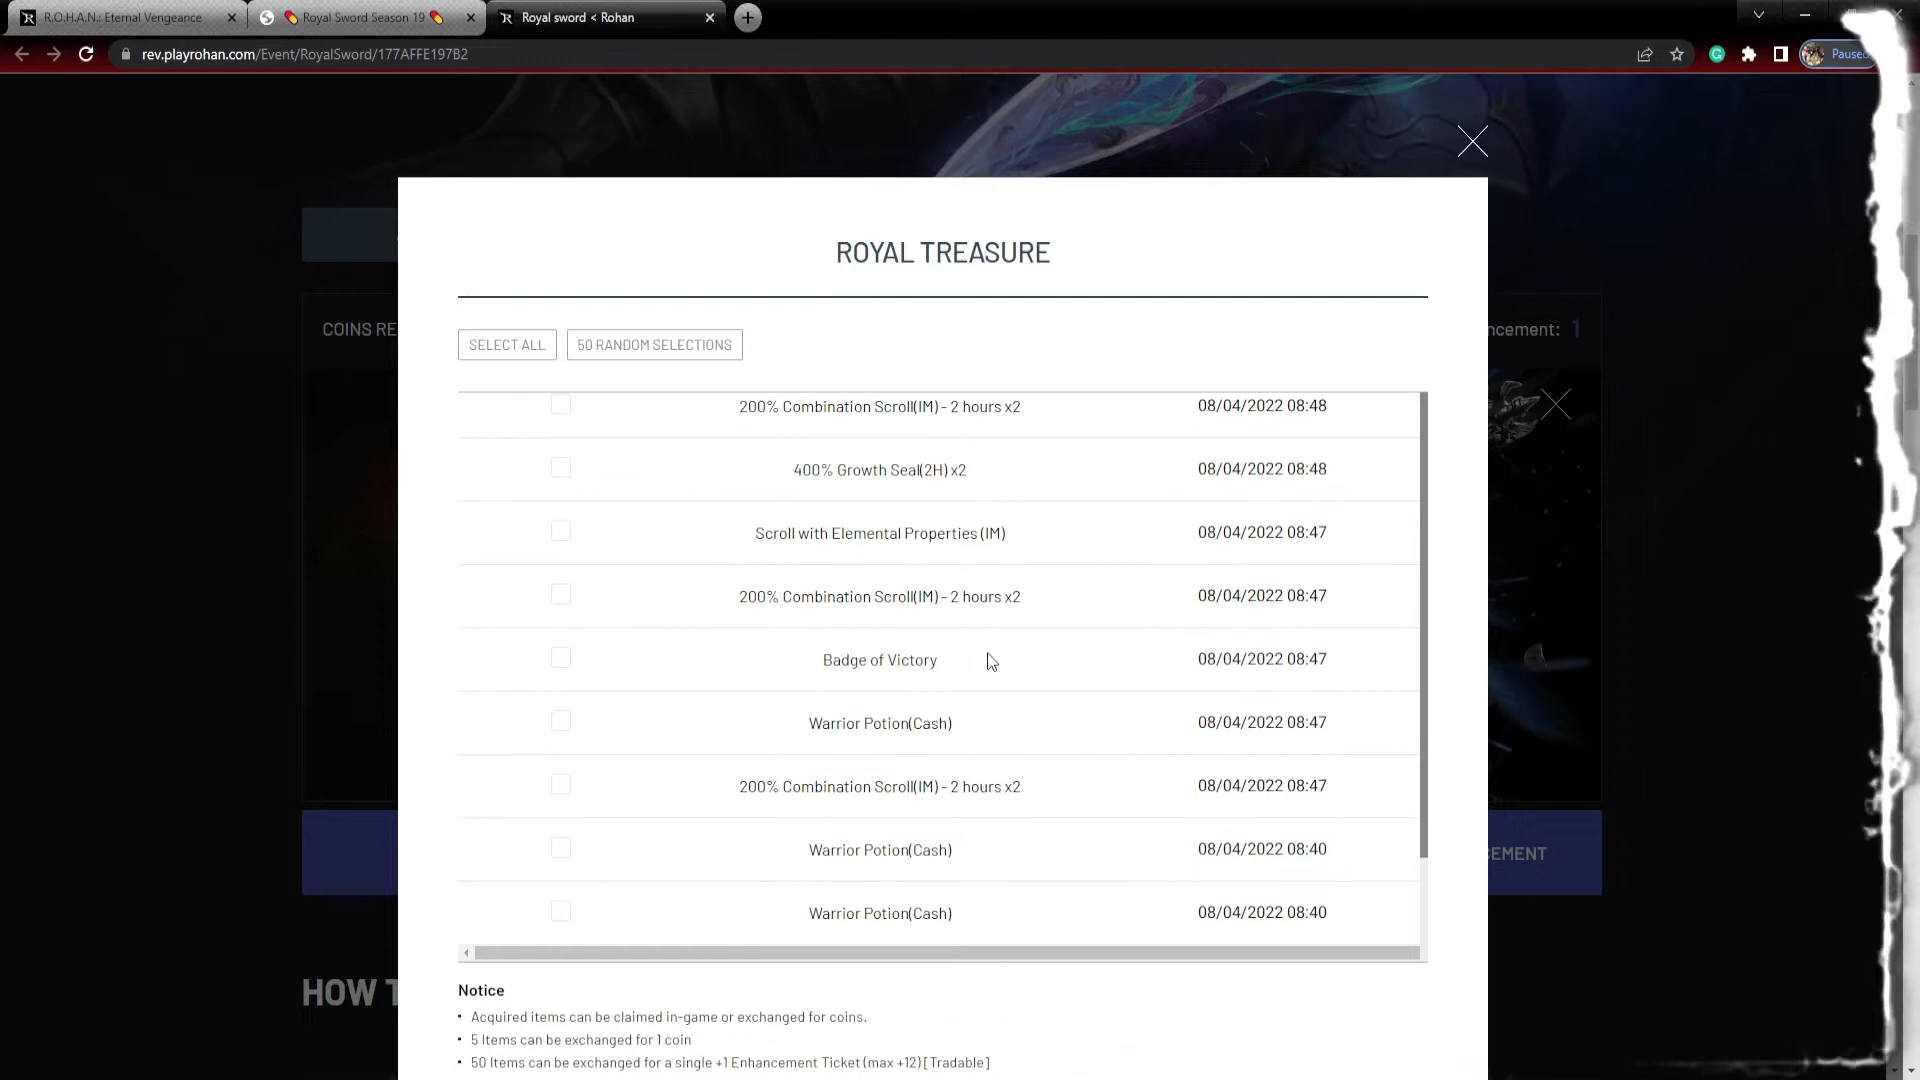 R.O.H.A.N.: Eternal Vengeance
Royal Sword Season 19
Royal sword < Rohan
rev.playrohan.com/Event/RoyalSword/177AFFE197B2
Paused
ROYAL TREASURE
COINS RE
ncement: 1
SELECT ALL
50 RANDOM SELECTIONS
200% Combination Scroll(IM) - 2 hours x2 08/04/2022 08:48
400% Growth Seal(2H) x2 08/04/2022 08:48
Scroll with Elemental Properties (IM) 08/04/2022 08:47
200% Combination Scroll(IM) - 2 hours x2 08/04/2022 08:47
Badge of Victory 08/04/2022 08:47
Warrior Potion(Cash) 08/04/2022 08:47
200% Combination Scroll(IM) - 2 hours x2 08/04/2022 08:47
Warrior Potion(Cash) 08/04/2022 08:40
CEMENT
Warrior Potion(Cash) 08/04/2022 08:40
HOW T
Notice
• Acquired items can be claimed in-game or exchanged for coins.
• 5 Items can be exchanged for 1 coin
• 50 Items can be exchanged for a single +1 Enhancement Ticket (max +12) [Tradable]